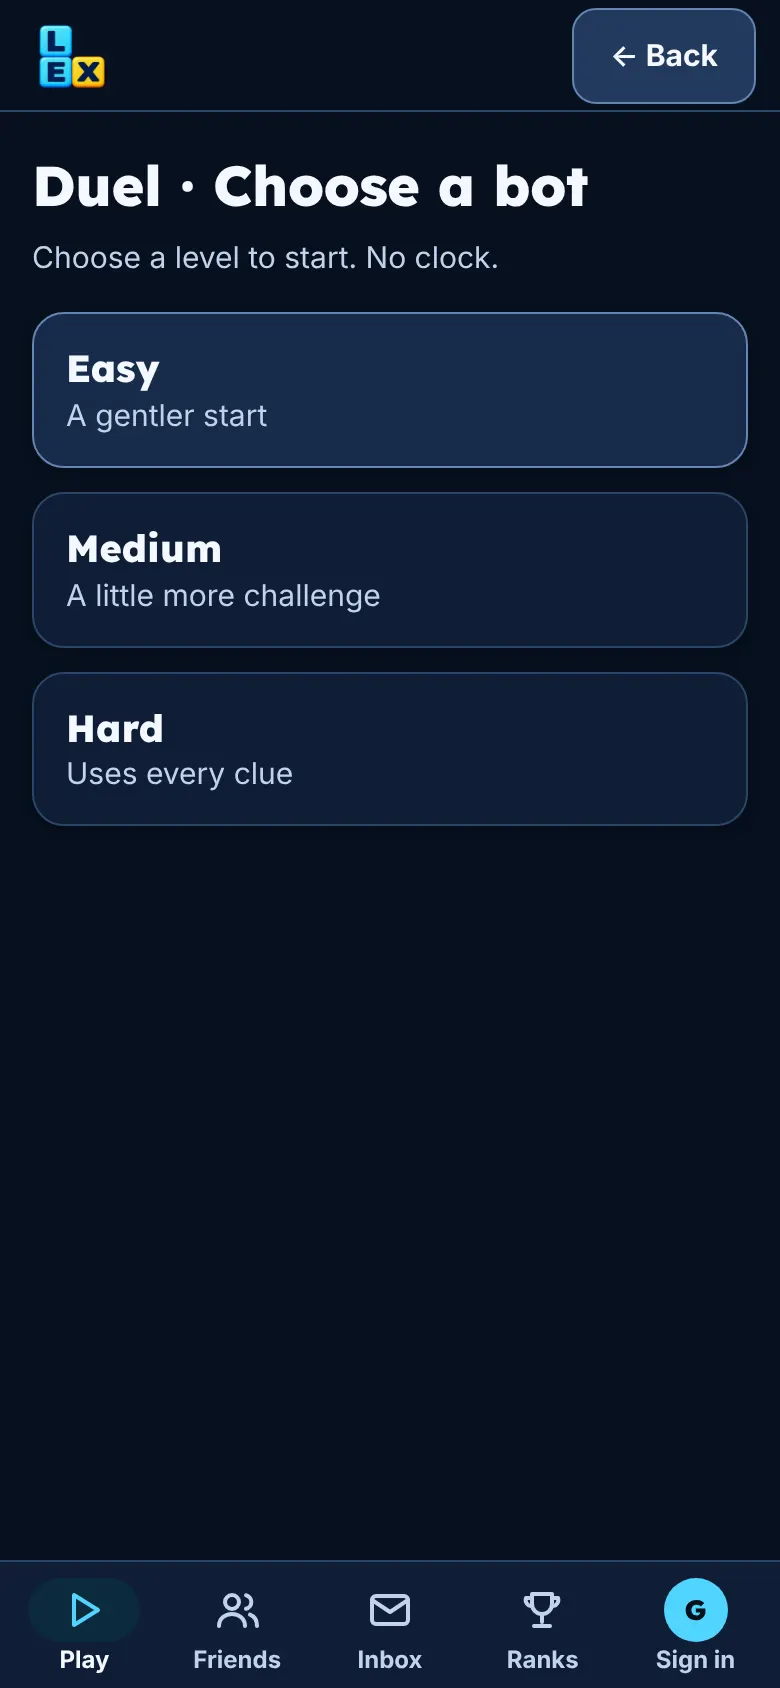 L
EX
← Back
Duel · Choose a bot
Choose a level to start. No clock.
Easy
A gentler start
Medium
A little more challenge
Hard
Uses every clue
Play
Friends
Inbox
Ranks
G
Sign in